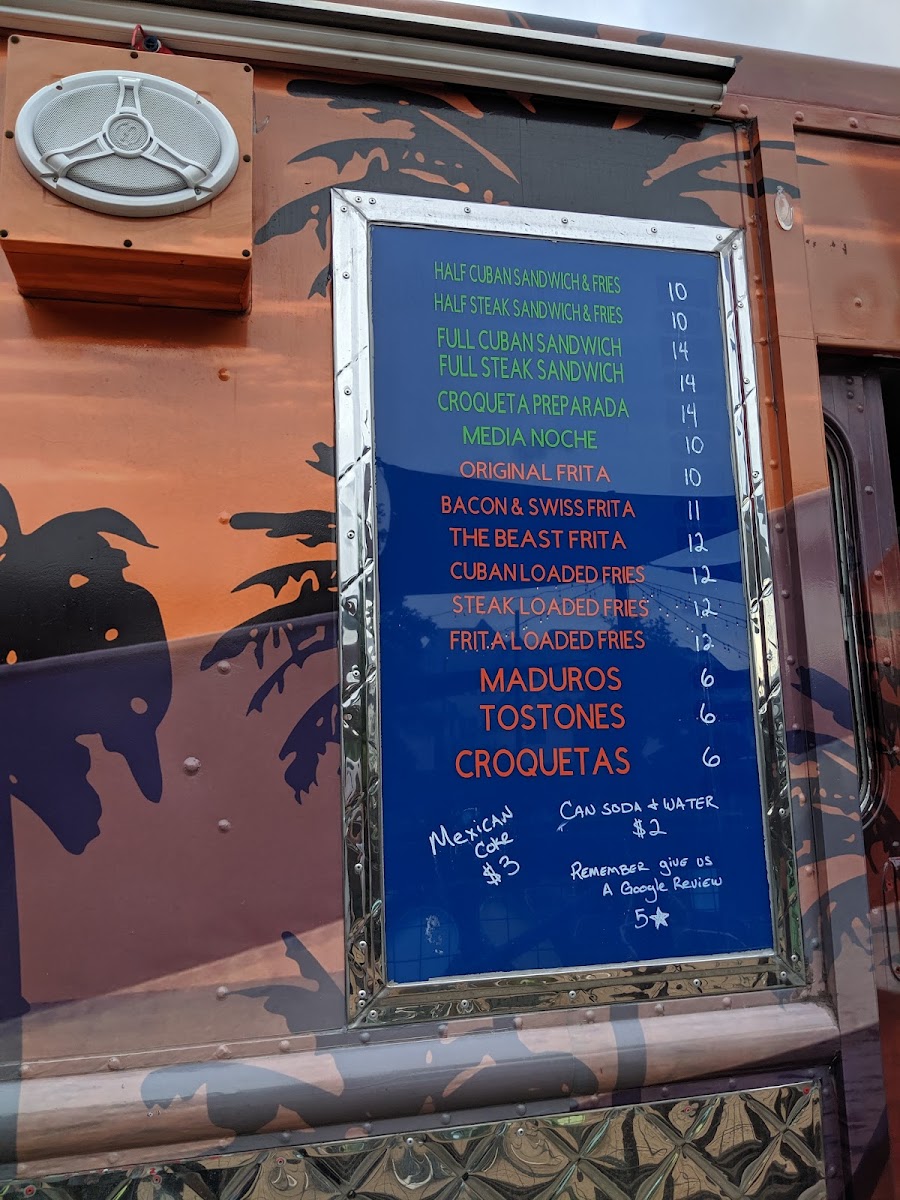 HALF CUBAN SANDWICH & FRIES 10
HALF STEAK SANDWICH & FRIES 10
FULL CUBAN SANDWICH 14
FULL STEAK SANDWICH 14
CROQUETA PREPARADA 14
MEDIA NOCHE 10
ORIGINAL FRITA 10
BACON & SWISS FRITA 11
THE BEAST FRITA 12
CUBAN LOADED FRIES 12
STEAK LOADED FRIES 12
FRITA LOADED FRIES 12
MADUROS 6
TOSTONES 6
CROQUETAS 6
MEXICAN
COKE
$3
CAN SODA & WATER
$2
REMEMBER GIVE US
A Google Review
5★